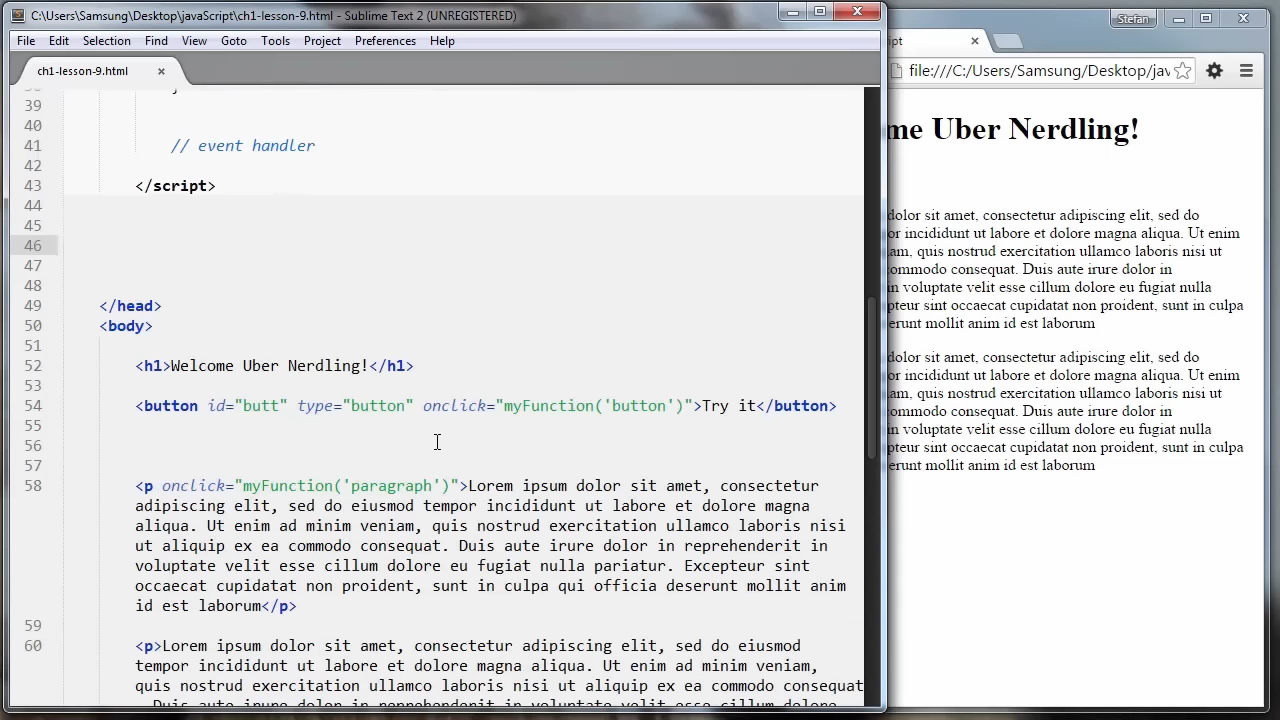 C:\Users\Samsung\Desktop\javaScript\ch1-lesson-9.html - Sublime Text 2 (UNREGISTERED)
File Edit Selection Find View Goto Tools Project Preferences Help
ch1-lesson-9.html
39
40
41 // event handler
42
43 </script>
44
45
46
47
48
49 </head>
50 <body>
51
52 <h1>Welcome Uber Nerdling!</h1>
53
54 <button id="butt" type="button" onclick="myFunction('button')">Try it</button>
55
56
57
58 <p onclick="myFunction('paragraph')">Lorem ipsum dolor sit amet, consectetur
adipiscing elit, sed do eiusmod tempor incididunt ut labore et dolore magna
aliqua. Ut enim ad minim veniam, quis nostrud exercitation ullamco laboris nisi
ut aliquip ex ea commodo consequat. Duis aute irure dolor in reprehenderit in
voluptate velit esse cillum dolore eu fugiat nulla pariatur. Excepteur sint
occaecat cupidatat non proident, sunt in culpa qui officia deserunt mollit anim
id est laborum</p>
59
60 <p>Lorem ipsum dolor sit amet, consectetur adipiscing elit, sed do eiusmod
tempor incididunt ut labore et dolore magna aliqua. Ut enim ad minim veniam,
quis nostrud exercitation ullamco laboris nisi ut aliquip ex ea commodo consequat
. Duis aute irure dolor in reprehenderit in voluptate velit esse cillum dolore
Stefan
ipt
file:///C:/Users/Samsung/Desktop/jav
me Uber Nerdling!
dolor sit amet, consectetur adipiscing elit, sed do
or incididunt ut labore et dolore magna aliqua. Ut enim
am, quis nostrud exercitation ullamco laboris nisi ut
ommodo consequat. Duis aute irure dolor in
in voluptate velit esse cillum dolore eu fugiat nulla
pteur sint occaecat cupidatat non proident, sunt in culpa
erunt mollit anim id est laborum
dolor sit amet, consectetur adipiscing elit, sed do
or incididunt ut labore et dolore magna aliqua. Ut enim
am, quis nostrud exercitation ullamco laboris nisi ut
ommodo consequat. Duis aute irure dolor in
in voluptate velit esse cillum dolore eu fugiat nulla
pteur sint occaecat cupidatat non proident, sunt in culpa
erunt mollit anim id est laborum